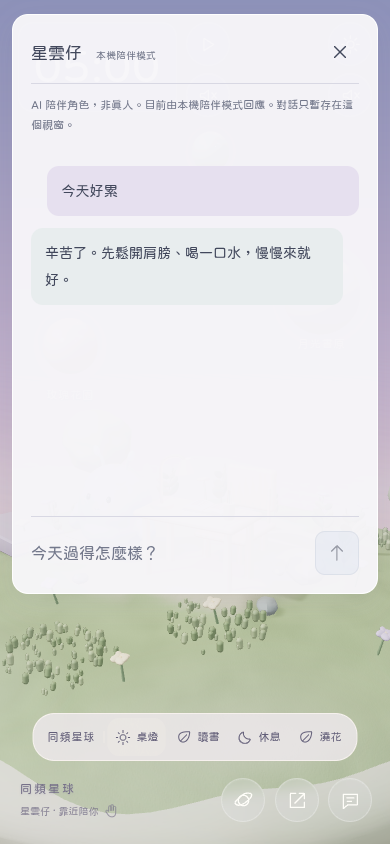 星雲仔 本機陪伴模式
AI 陪伴角色，非真人。目前由本機陪伴模式回應。對話只暫存在這
個視窗。
今天好累
辛苦了。先鬆開肩膀、喝一口水，慢慢來就
好。
今天過得怎麼樣？
同頻星球 桌燈 讀書 休息 澆花
同頻星球
星雲仔·靠近陪你